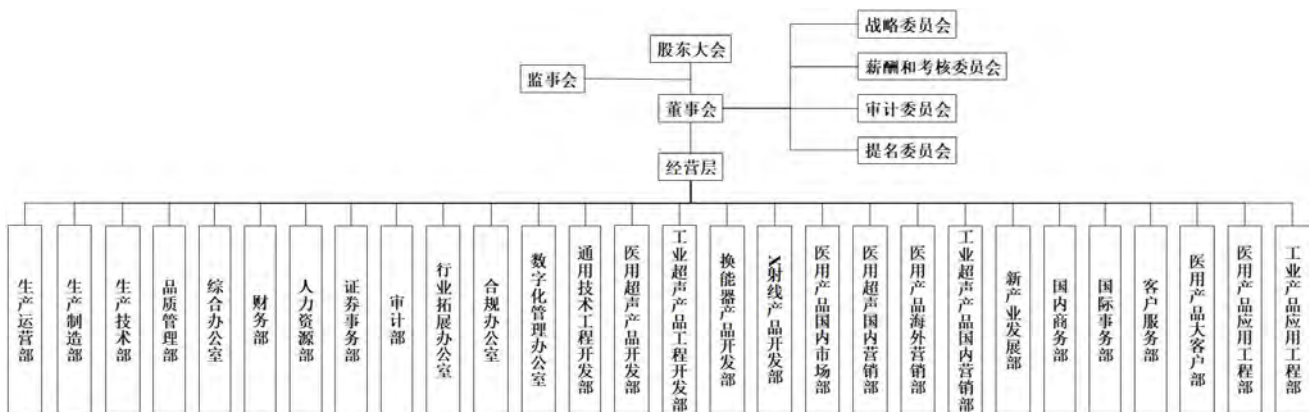 战略委员会
股东大会
薪酬和考核委员会
监事会
董事会
审计委员会
提名委员会
经营层
生产运营部
生产制造部
生产技术部
品质管理部
综合办公室
财务部
人力资源部
证券事务部
审计部
行业拓展办公室
合规办公室
数字化管理办公室
通用技术工程开发部
医用超声产品开发部
工业超声产品工程开发部
换能器产品开发部
X射线产品开发部
医用产品国内市场部
医用超声国内营销部
医用产品海外营销部
工业超声产品国内营销部
新产业发展部
国内商务部
国际事务部
客户服务部
医用产品大客户部
医用产品应用工程部
工业产品应用工程部